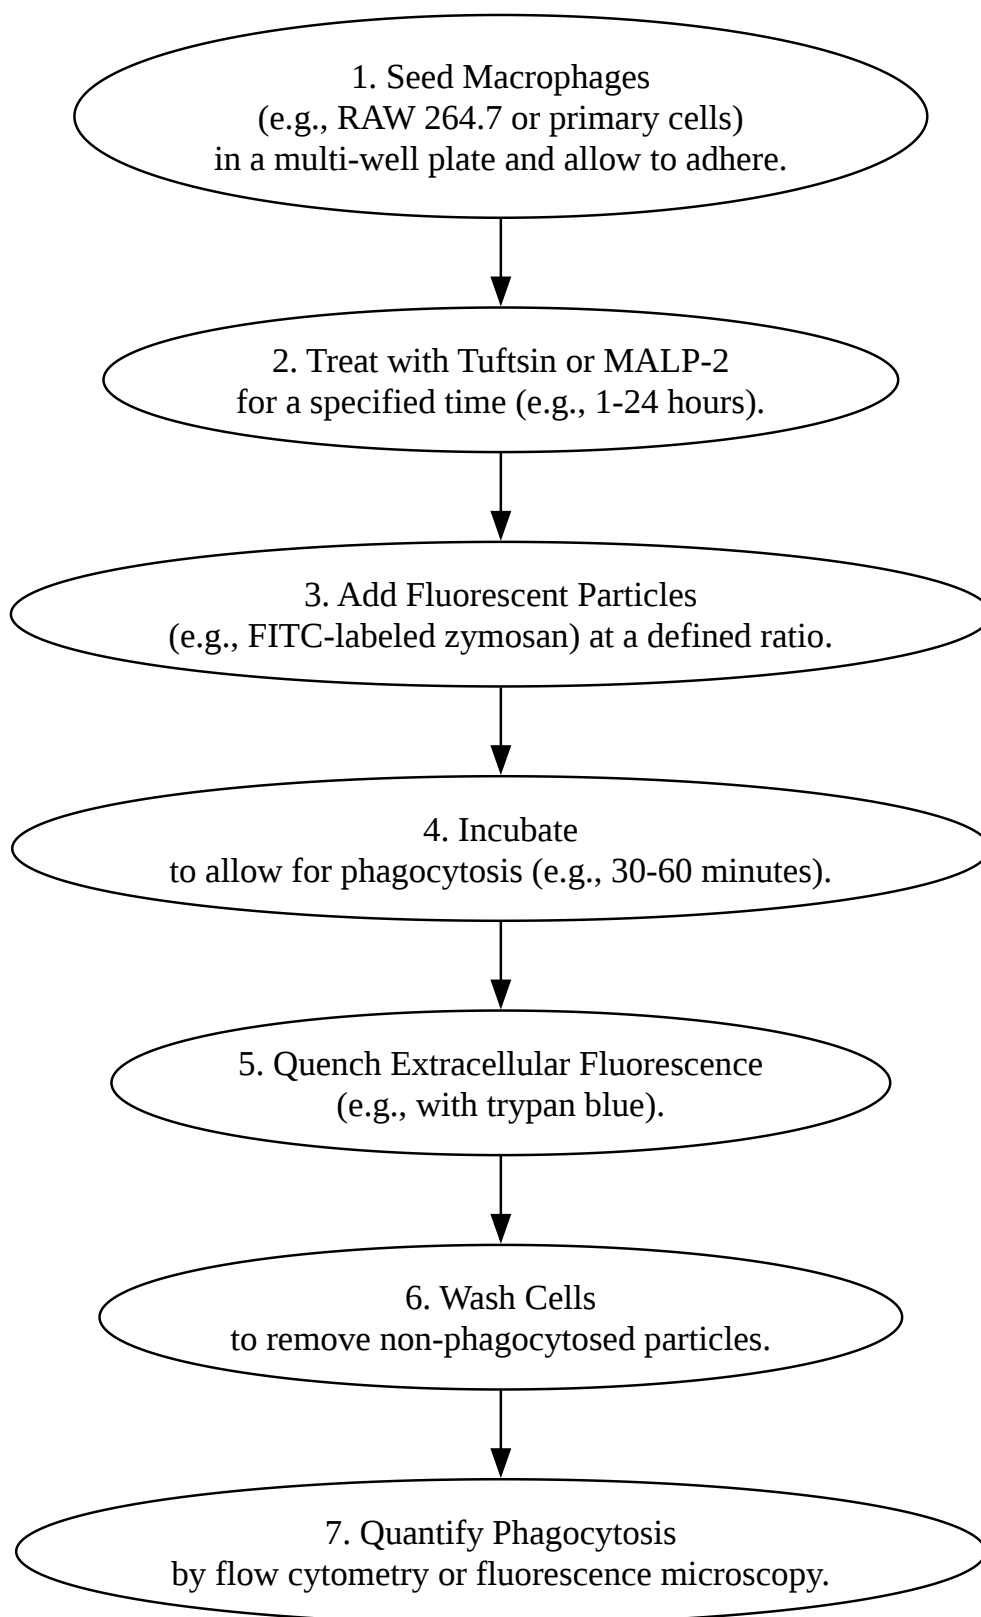 1. Seed Macrophages
(e.g., RAW 264.7 or primary cells)
in a multi-well plate and allow to adhere.
2. Treat with Tuftsin or MALP-2
for a specified time (e.g., 1-24 hours).
3. Add Fluorescent Particles
(e.g., FITC-labeled zymosan) at a defined ratio.
4. Incubate
to allow for phagocytosis (e.g., 30-60 minutes).
5. Quench Extracellular Fluorescence
(e.g., with trypan blue).
6. Wash Cells
to remove non-phagocytosed particles.
7. Quantify Phagocytosis
by flow cytometry or fluorescence microscopy.